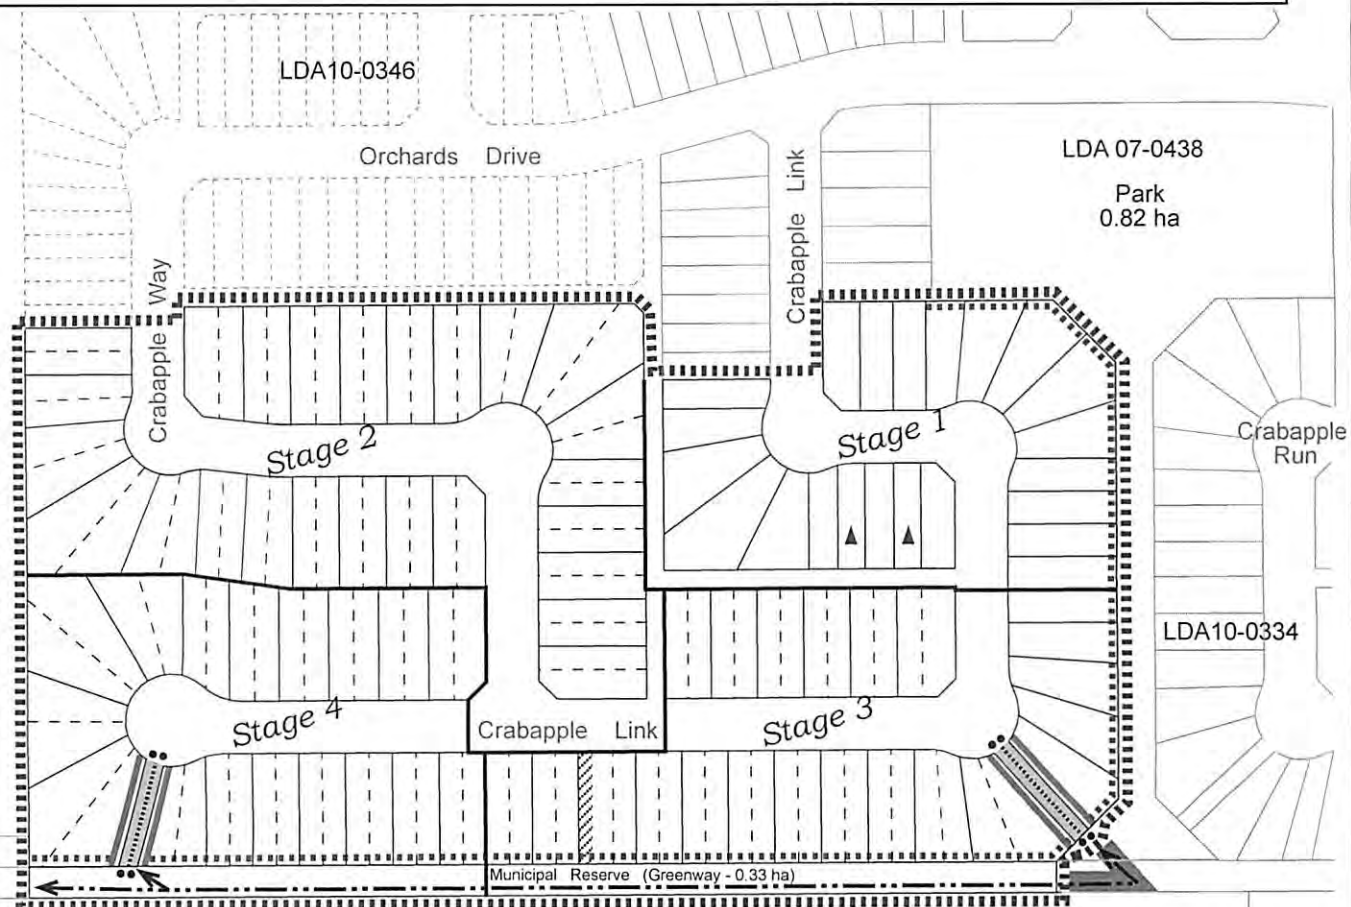 LDA10-0346
Orchards Drive
LDA 07-0438
Park
0.82 ha
Crabapple Link
Crabapple Way
Stage 2
Stage 1
Crabapple
Run
LDA10-0334
Stage 4
Crabapple Link
Stage 3
Municipal Reserve (Greenway - 0.33 ha)